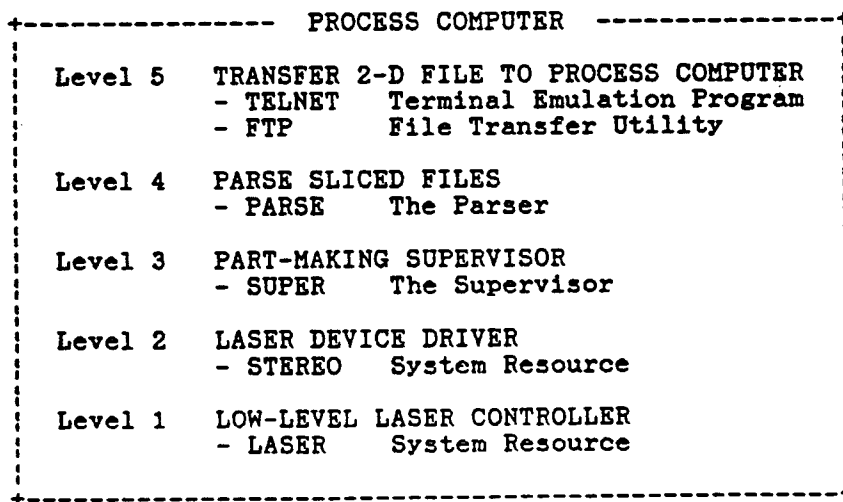 PROCESS COMPUTER
Level 5 TRANSFER 2-D FILE TO PROCESS COMPUTER
- TELNET Terminal Emulation Program
- FTP File Transfer Utility
Level 4 PARSE SLICED FILES
- PARSE The Parser
Level 3 PART-MAKING SUPERVISOR
- SUPER The Supervisor
Level 2 LASER DEVICE DRIVER
- STEREO System Resource
Level 1 LOW-LEVEL LASER CONTROLLER
- LASER System Resource